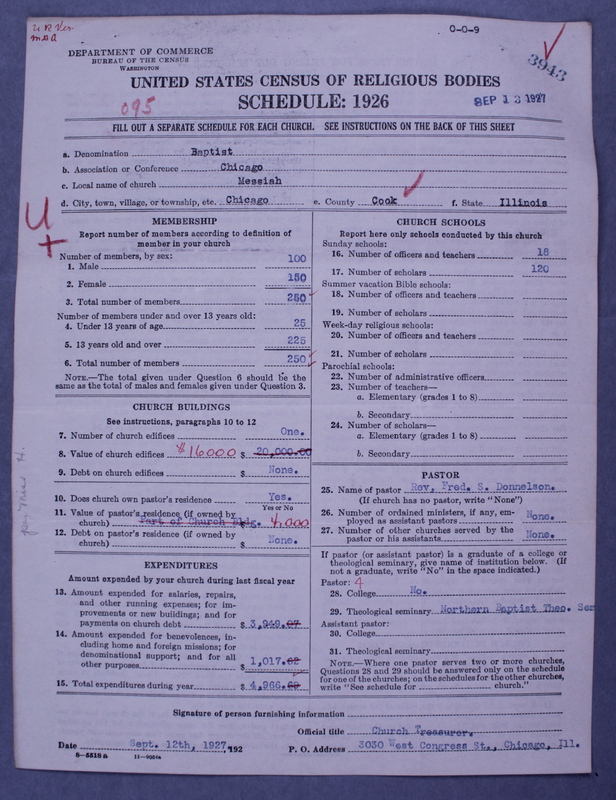 0-0-9
3943
DEPARTMENT OF COMMERCE
BUREAU OF THE CENSUS
WASHINGTON
UNITED STATES CENSUS OF RELIGIOUS BODIES
095
SCHEDULE: 1926
SEP 13 1927
FILL OUT A SEPARATE SCHEDULE FOR EACH CHURCH. SEE INSTRUCTIONS ON THE BACK OF THIS SHEET
a. Denomination Baptist
b. Association or Conference Chicago
c. Local name of church Messiah
d. City, town, village, or township, etc. Chicago e. County Cook f. State Illinois
MEMBERSHIP
Report number of members according to definition of
member in your church
Number of members, by sex:
1. Male 100
2. Female 150
3. Total number of members 250
Number of members under and over 13 years old:
4. Under 13 years of age 25
5. 13 years old and over 225
6. Total number of members 250
NOTE.—The total given under Question 6 should be the
same as the total of males and females given under Question 3.
CHURCH BUILDINGS
See instructions, paragraphs 10 to 12
7. Number of church edifices One.
8. Value of church edifices $16000 $ 20,000.00
9. Debt on church edifices $ None.
10. Does church own pastor's residence Yes.
Yes or No
11. Value of pastor's residence (if owned by
church) Part of Church Bldg. 4,000
12. Debt on pastor's residence (if owned by
church) $ None.
EXPENDITURES
Amount expended by your church during last fiscal year
13. Amount expended for salaries, repairs,
and other running expenses; for im-
provements or new buildings; and for
payments on church debt $ 3,949.87
14. Amount expended for benevolences, in-
cluding home and foreign missions; for
denominational support; and for all
other purposes $ 1,017.82
15. Total expenditures during year $ 4,966.69
CHURCH SCHOOLS
Report here only schools conducted by this church
Sunday schools:
16. Number of officers and teachers 18
17. Number of scholars 120
Summer vacation Bible schools:
18. Number of officers and teachers
19. Number of scholars
Week-day religious schools:
20. Number of officers and teachers
21. Number of scholars
Parochial schools:
22. Number of administrative officers
23. Number of teachers—
a. Elementary (grades 1 to 8)
b. Secondary
24. Number of scholars—
a. Elementary (grades 1 to 8)
b. Secondary
PASTOR
25. Name of pastor Rev. Fred. S. Donnelson.
(If church has no pastor, write "None")
26. Number of ordained ministers, if any, em-
ployed as assistant pastors None.
27. Number of other churches served by the
pastor or his assistants None.
If pastor (or assistant pastor) is a graduate of a college or
theological seminary, give name of institution below. (If
not a graduate, write "No" in the space indicated.)
Pastor: 4
28. College No.
29. Theological seminary Northern Baptist Theo. Sem
Assistant pastor:
30. College
31. Theological seminary
NOTE.—Where one pastor serves two or more churches,
Questions 28 and 29 should be answered only on the schedule
for one of the churches; on the schedules for the other churches,
write "See schedule for church."
Signature of person furnishing information
Official title Church Treasurer.
Date Sept. 12th, 1927, 192 P. O. Address 3030 West Congress St., Chicago, Ill.
8-5518a 11-9051a